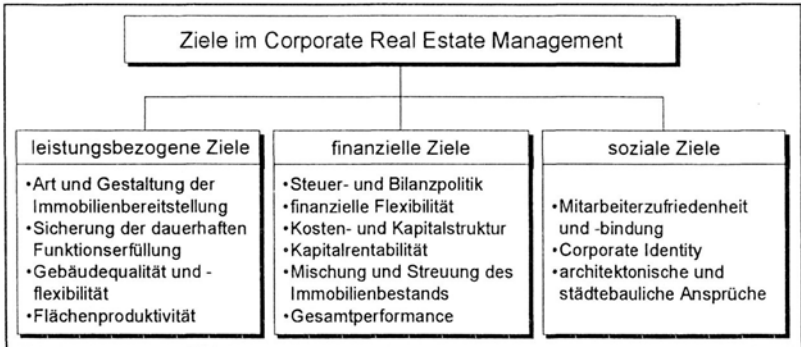 Ziele im Corporate Real Estate Management
leistungsbezogene Ziele
•Art und Gestaltung der
Immobilienbereitstellung
•Sicherung der dauerhaften
Funktionserfüllung
•Gebäudequalität und -
flexibilität
•Flächenproduktivität
finanzielle Ziele
•Steuer- und Bilanzpolitik
•finanzielle Flexibilität
•Kosten- und Kapitalstruktur
•Kapitalrentabilität
•Mischung und Streuung des
Immobilienbestands
•Gesamtperformance
soziale Ziele
•Mitarbeiterzufriedenheit
und -bindung
•Corporate Identity
•architektonische und
städtebauliche Ansprüche